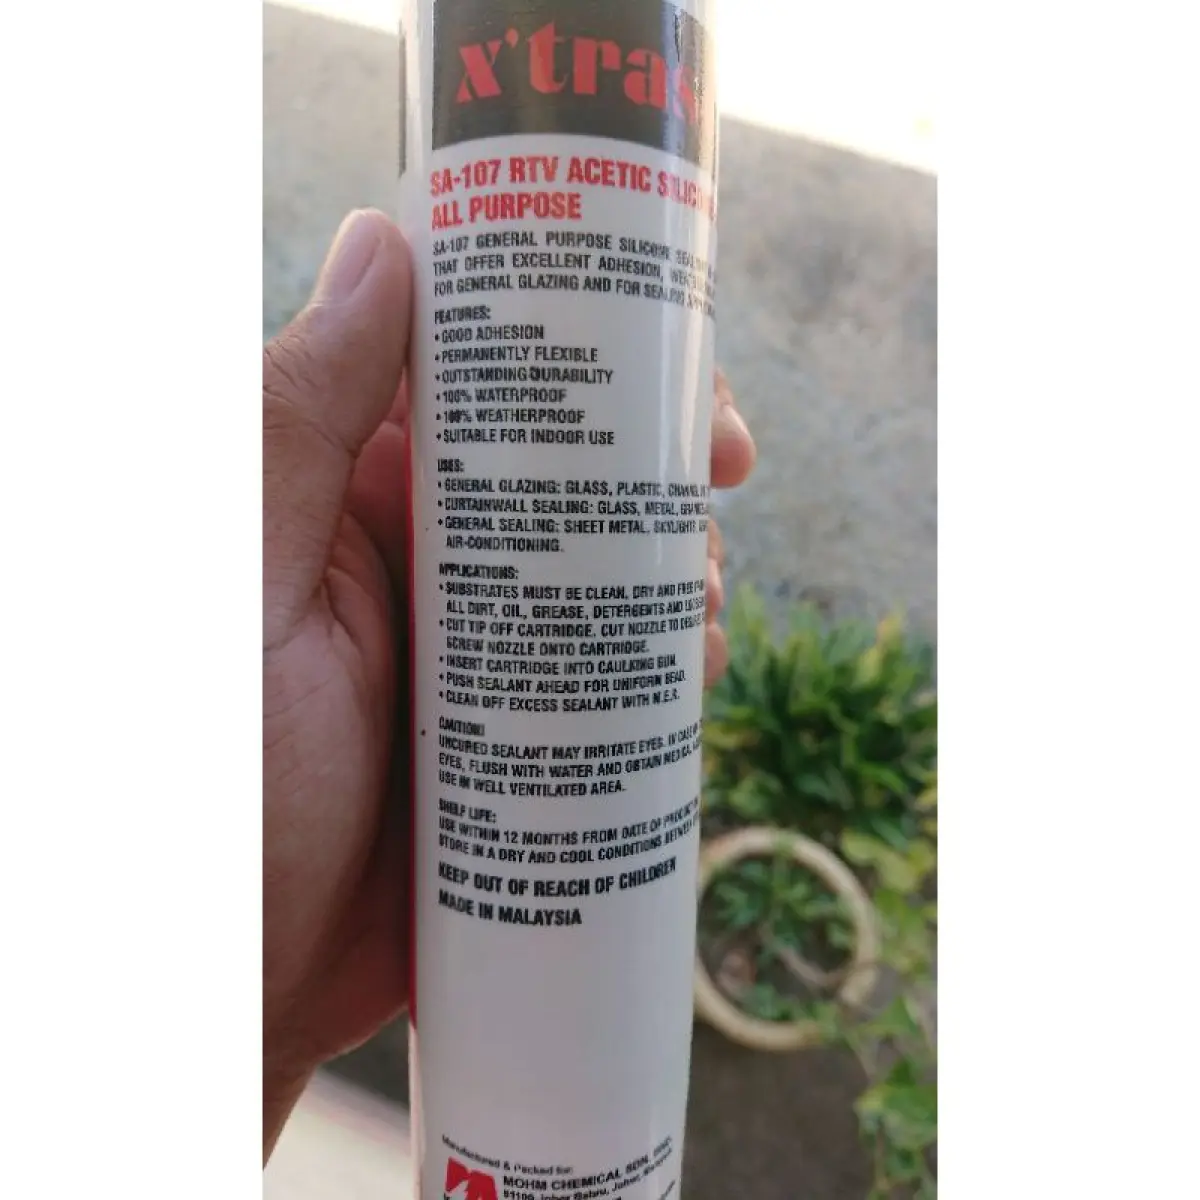 x'tras
SA-107 RTV ACETIC SILICONE
ALL PURPOSE
SA-107 GENERAL PURPOSE SILICONE
THAT OFFER EXCELLENT ADHESION,
FOR GENERAL GLAZING AND FOR SEALING
FEATURES:
• GOOD ADHESION
• PERMANENTLY FLEXIBLE
• OUTSTANDING DURABILITY
• 100% WATERPROOF
• 100% WEATHERPROOF
• SUITABLE FOR INDOOR USE
USES:
• GENERAL GLAZING: GLASS, PLASTIC,
• CURTAINWALL SEALING: GLASS, METAL,
• GENERAL SEALING: SHEET METAL, SKYLIGHTS,
AIR-CONDITIONING.
APPLICATIONS:
• SUBSTRATES MUST BE CLEAN, DRY AND FREE
ALL DIRT, OIL, GREASE, DETERGENTS AND
• CUT TIP OFF CARTRIDGE. CUT NOZZLE TO
SCREW NOZZLE ONTO CARTRIDGE.
• INSERT CARTRIDGE INTO CAULKING GUN.
• PUSH SEALANT AHEAD FOR UNIFORM BEAD.
• CLEAN OFF EXCESS SEALANT WITH M.E.K.
CAUTION!
UNCURED SEALANT MAY IRRITATE EYES. IN CASE
EYES, FLUSH WITH WATER AND OBTAIN MEDICAL
USE IN WELL VENTILATED AREA.
SHELF LIFE:
USE WITHIN 12 MONTHS FROM DATE OF
STORE IN A DRY AND COOL CONDITIONS BETWEEN
KEEP OUT OF REACH OF CHILDREN
MADE IN MALAYSIA
Manufactured & Packed for:
MOHM CHEMICAL SDN. BHD.
81100 Johor Bahru, Johor, Malaysia.